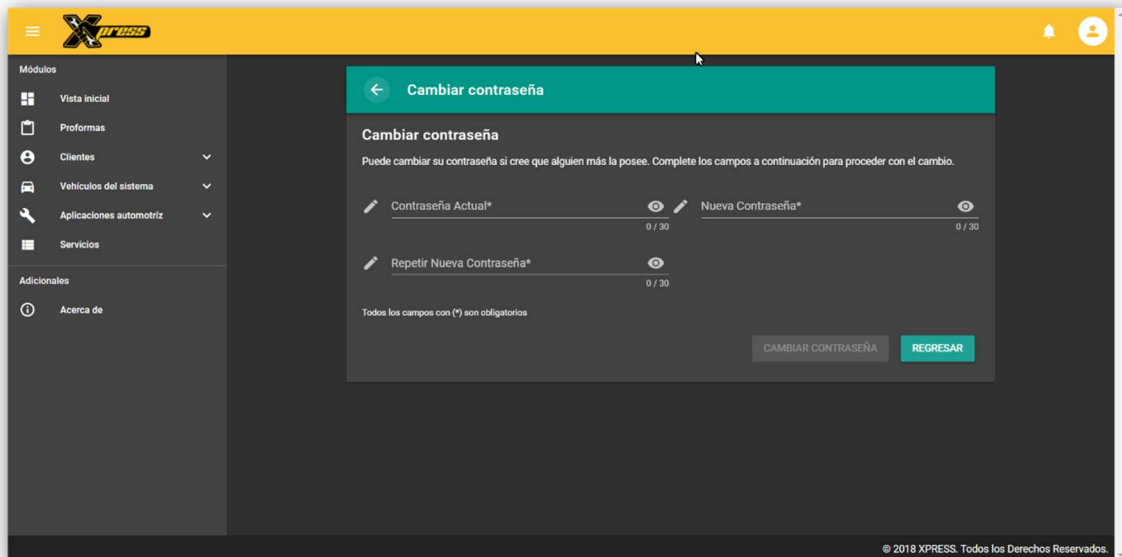 Xpress
Módulos
Vista inicial
Proformas
Clientes
Vehículos del sistema
Aplicaciones automotríz
Servicios
Adicionales
Acerca de
Cambiar contraseña
Cambiar contraseña
Puede cambiar su contraseña si cree que alguien más la posee. Complete los campos a continuación para proceder con el cambio.
Contraseña Actual*
0 / 30
Nueva Contraseña*
0 / 30
Repetir Nueva Contraseña*
0 / 30
Todos los campos con (*) son obligatorios
CAMBIAR CONTRASEÑA
REGRESAR
© 2018 XPRESS. Todos los Derechos Reservados.